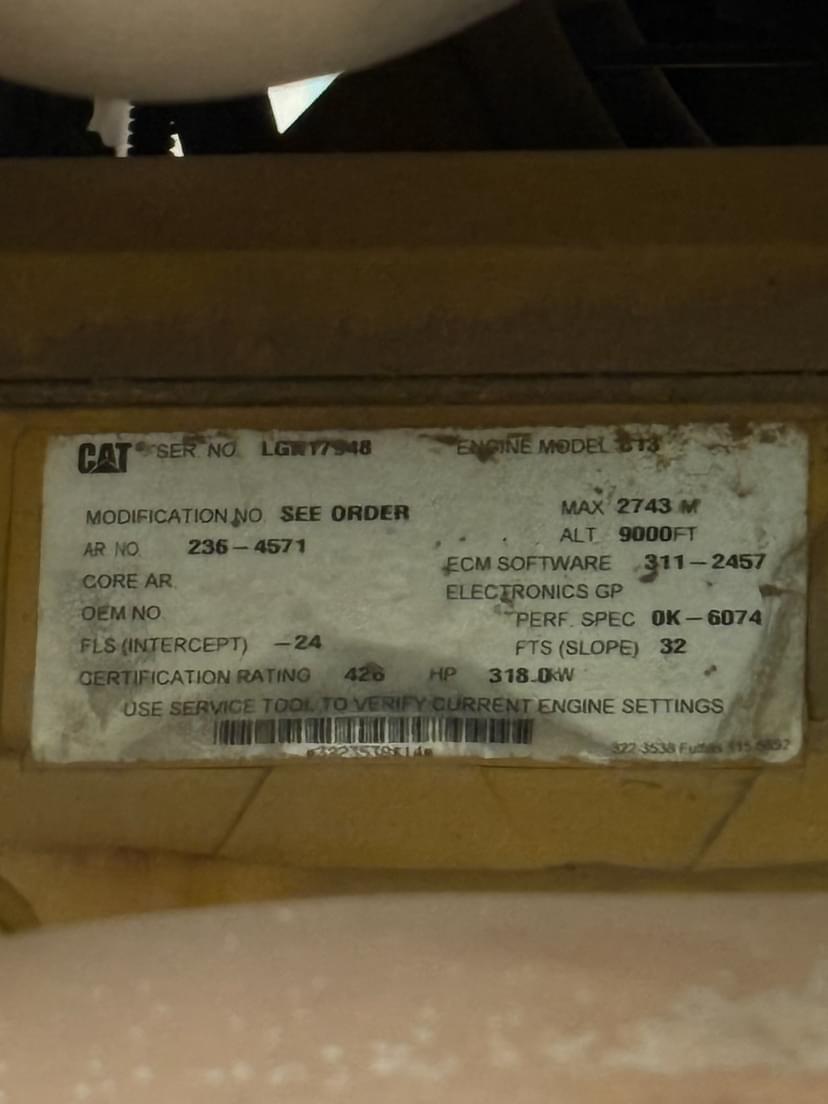 CAT® SER. NO. ENGINE MODEL C13
MODIFICATION NO SEE ORDER MAX 2743 M
ALT 9000FT
AR NO. 236-4571
ECM SOFTWARE 311-2457
CORE AR
ELECTRONICS GP
OEM NO
PERF. SPEC 0K-6074
FLS (INTERCEPT) -24 FTS (SLOPE) 32
CERTIFICATION RATING 426 HP 318.0kW
USE SERVICE TOOL TO VERIFY CURRENT ENGINE SETTINGS
322-3538